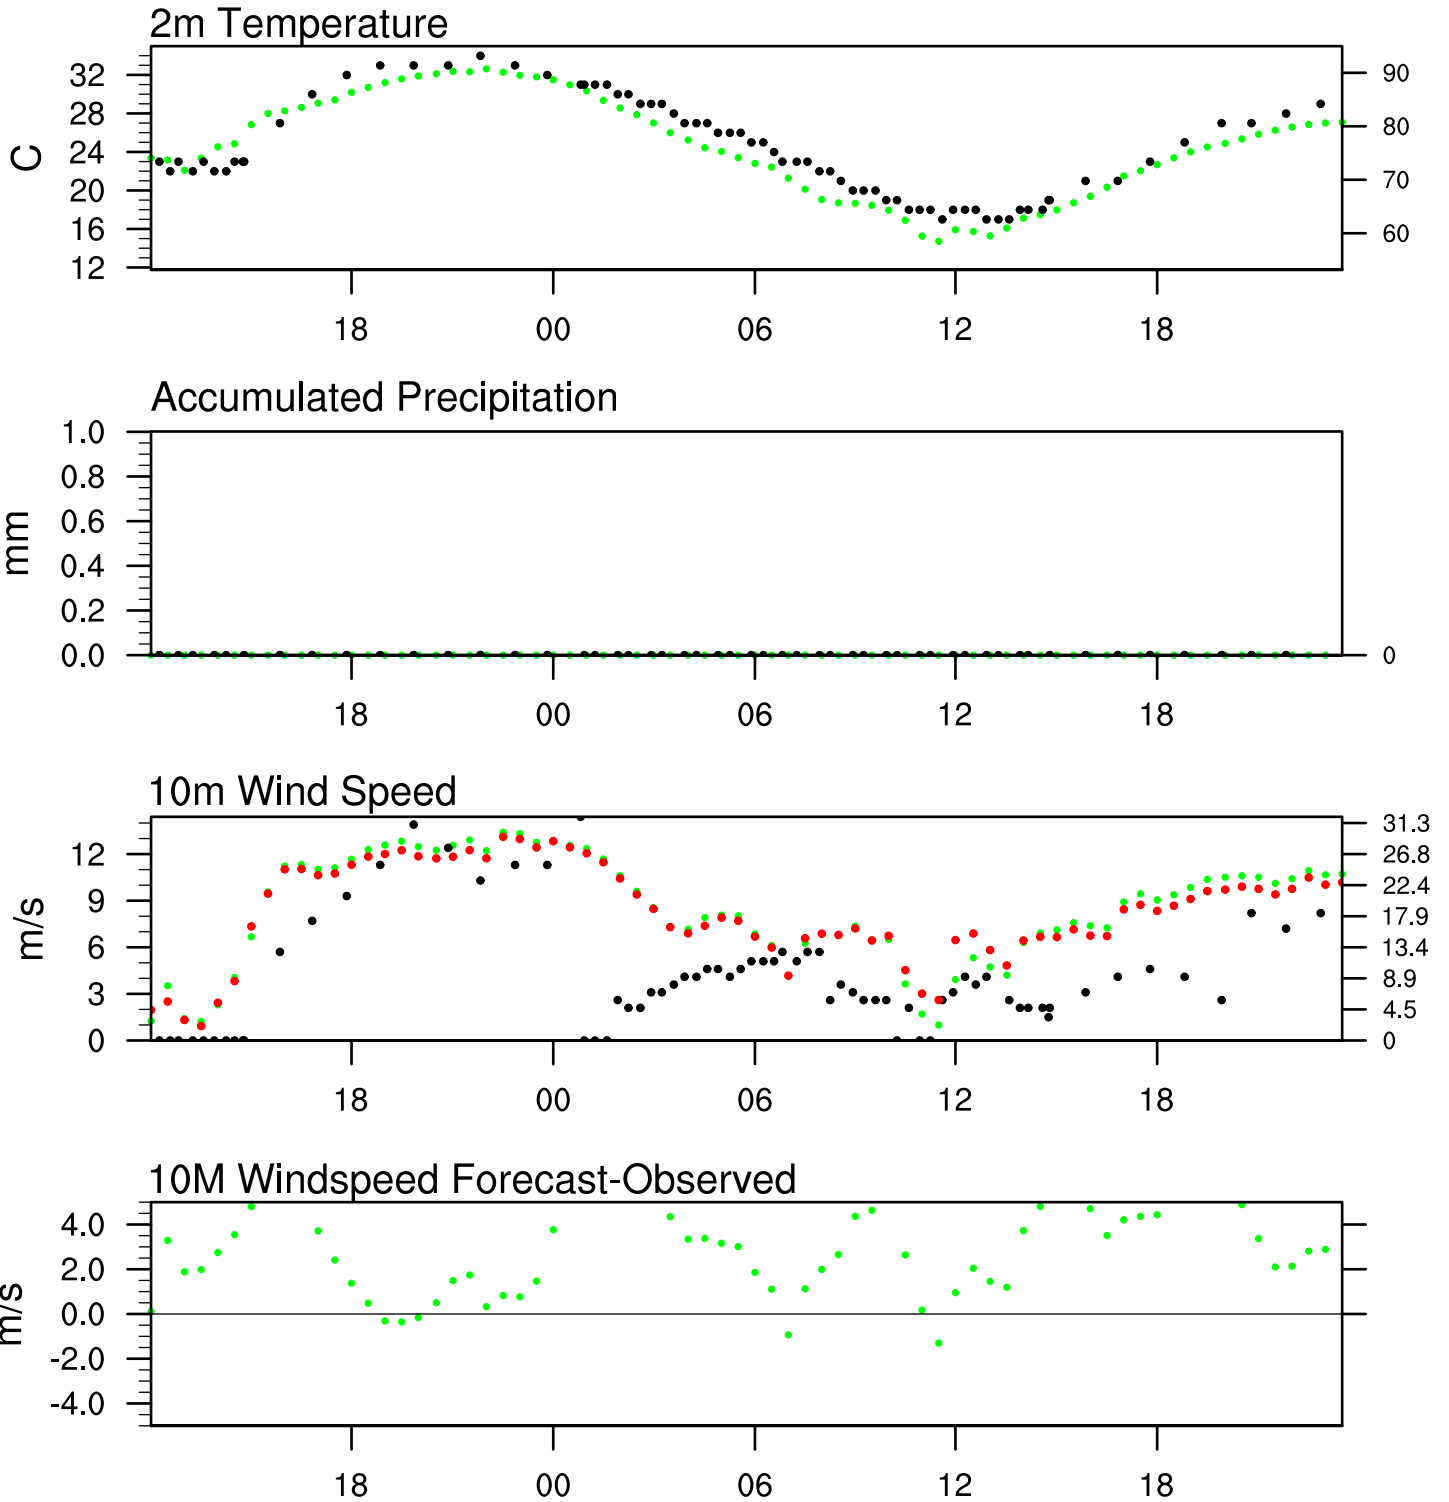 2m Temperature
C
32
28
24
20
16
12
90
80
70
60
18 00 06 12 18
Accumulated Precipitation
mm
1.0
0.8
0.6
0.4
0.2
0.0
0
18 00 06 12 18
10m Wind Speed
m/s
12
9
6
3
0
31.3
26.8
22.4
17.9
13.4
8.9
4.5
0
18 00 06 12 18
10M Windspeed Forecast-Observed
m/s
4.0
2.0
0.0
-2.0
-4.0
18 00 06 12 18